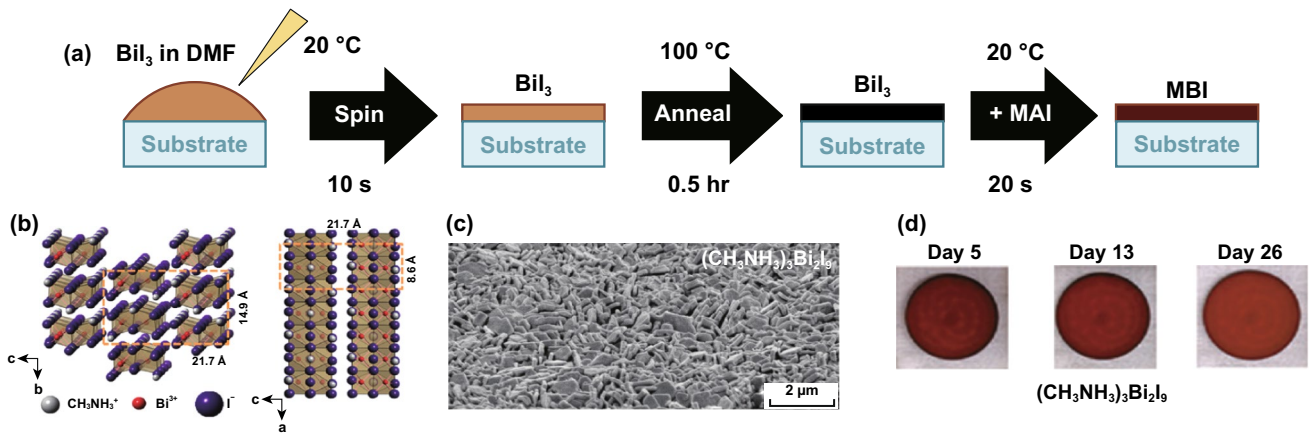 (a)
BiI₃ in DMF
20 °C
100 °C
20 °C
Spin
BiI₃
Anneal
BiI₃
+ MAI
MBI
Substrate
Substrate
Substrate
Substrate
10 s
0.5 hr
20 s
(b)
21.7 Å
8.6 Å
14.9 Å
21.7 Å
c
b
c
a
CH₃NH₃⁺
Bi³⁺
I⁻
(c)
(CH₃NH₃)₃Bi₂I₉
2 µm
(d)
Day 5
Day 13
Day 26
(CH₃NH₃)₃Bi₂I₉